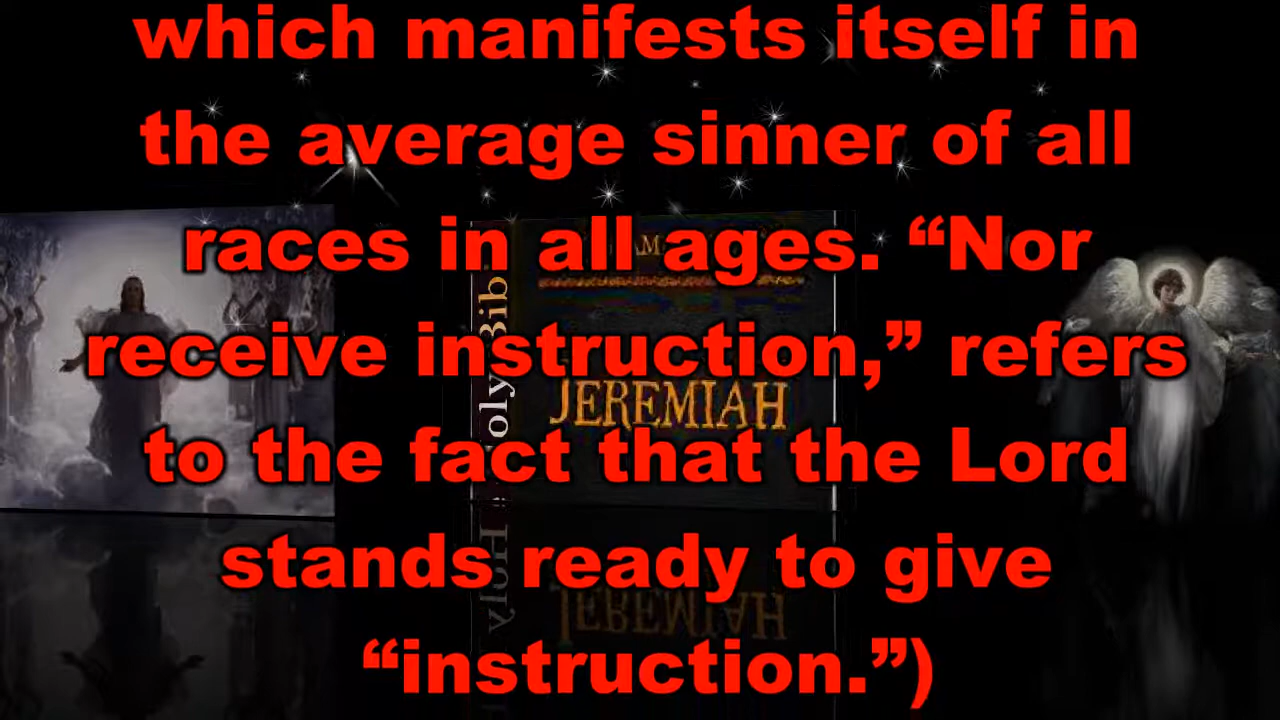 which manifests itself in
the average sinner of all
races in all ages. “Nor
receive instruction,” refers
to the fact that the Lord
stands ready to give
“instruction.”)
JEREMIAH